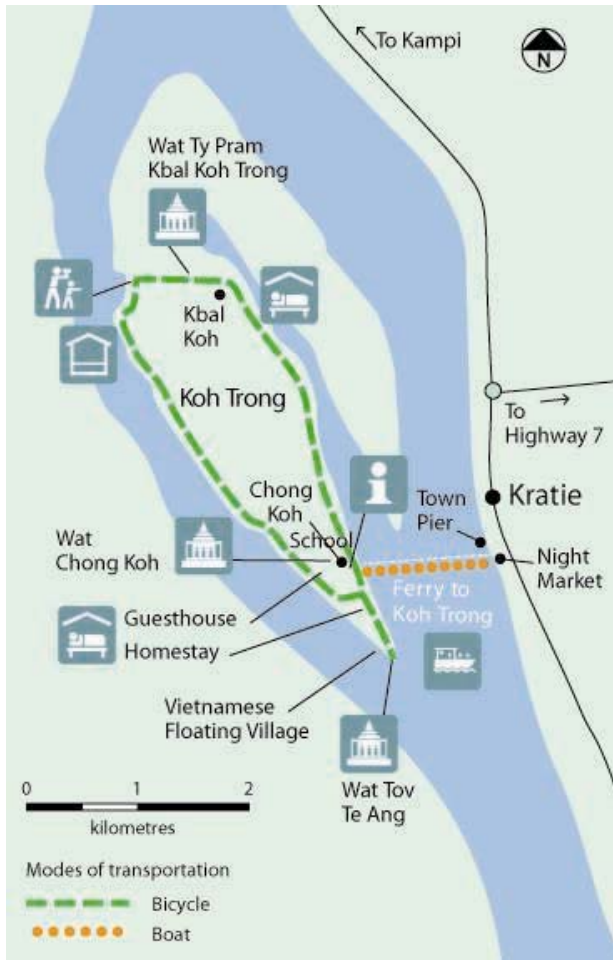 To Kampi
N
Wat Ty Pram
Kbal Koh Trong
Kbal
Koh
Koh Trong
To
Highway 7
Chong
Koh
School
Town
Pier
Kratie
Wat
Chong Koh
Night
Market
Ferry to
Koh Trong
Guesthouse
Homestay
Vietnamese
Floating Village
Wat Tov
Te Ang
0 1 2
kilometres
Modes of transportation
Bicycle
Boat